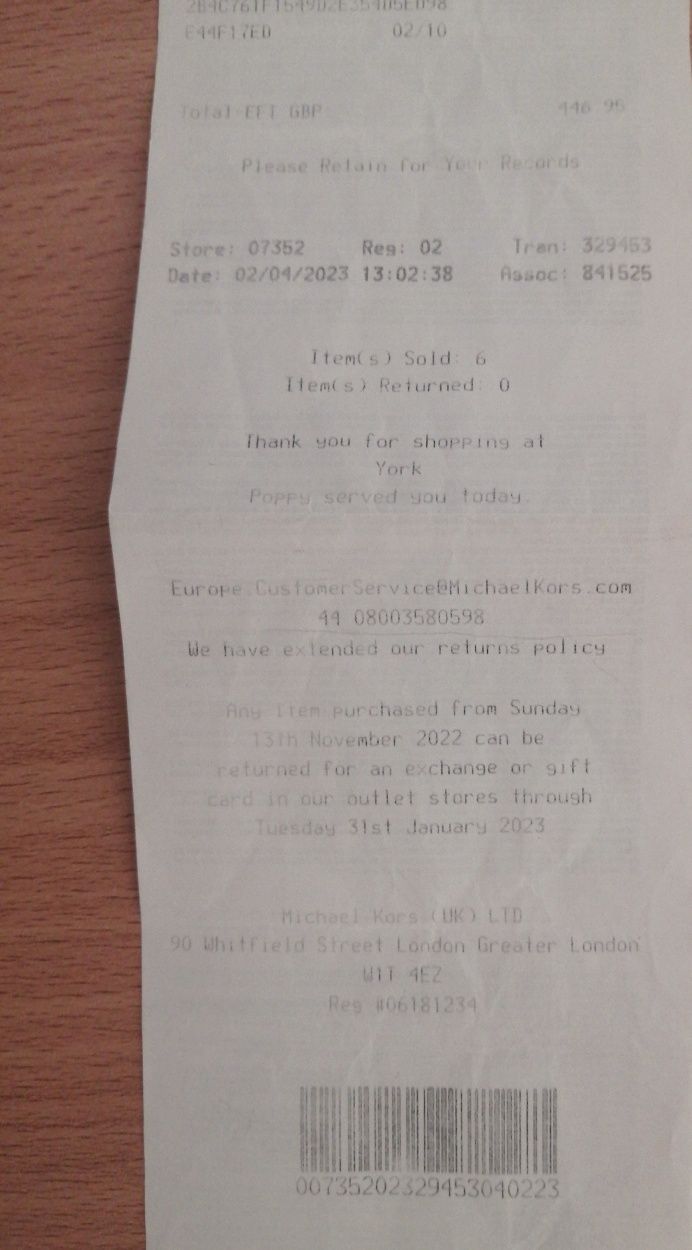 E44F17ED 02/10
Total EFT GBP 446.95
Please Retain for Your Records
Store: 07352 Reg: 02 Tran: 329453
Date: 02/04/2023 13:02:38 Assoc: 841525
Item(s) Sold: 6
Item(s) Returned: 0
Thank you for shopping at
York
Poppy served you today.
Europe.CustomerService@MichaelKors.com
44 08003580598
We have extended our returns policy
Any Item purchased from Sunday
13th November 2022 can be
returned for an exchange or gift
card in our outlet stores through
Tuesday 31st January 2023
Michael Kors (UK) LTD
90 Whitfield Street London Greater London
W1T 4EZ
Reg #06181234
00735202329453040223